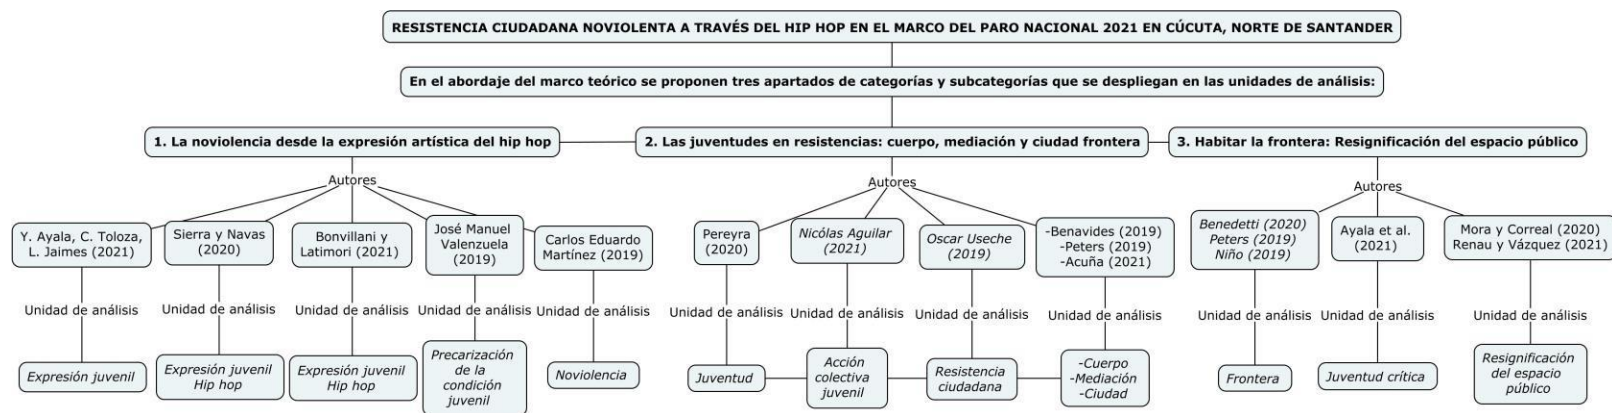 RESISTENCIA CIUDADANA NOVIOLENTA A TRAVÉS DEL HIP HOP EN EL MARCO DEL PARO NACIONAL 2021 EN CÚCUTA, NORTE DE SANTANDER
En el abordaje del marco teórico se proponen tres apartados de categorías y subcategorías que se despliegan en las unidades de análisis:
1. La noviolencia desde la expresión artística del hip hop
Autores
Y. Ayala, C. Toloza,
L. Jaimes (2021)
Unidad de análisis
Expresión juvenil
Sierra y Navas
(2020)
Unidad de análisis
Expresión juvenil
Hip hop
Bonvillani y
Latimori (2021)
Unidad de análisis
Expresión juvenil
Hip hop
José Manuel
Valenzuela
(2019)
Unidad de análisis
Precarización
de la
condición
juvenil
Carlos Eduardo
Martínez (2019)
Unidad de análisis
Noviolencia
2. Las juventudes en resistencias: cuerpo, mediación y ciudad frontera
Autores
Pereyra
(2020)
Unidad de análisis
Juventud
Nicólas Aguilar
(2021)
Unidad de análisis
Acción
colectiva
juvenil
Oscar Useche
(2019)
Unidad de análisis
Resistencia
ciudadana
-Benavides (2019)
-Peters (2019)
-Acuña (2021)
Unidad de análisis
-Cuerpo
-Mediación
-Ciudad
3. Habitar la frontera: Resignificación del espacio público
Autores
Benedetti (2020)
Peters (2019)
Niño (2019)
Unidad de análisis
Frontera
Ayala et al.
(2021)
Unidad de análisis
Juventud crítica
Mora y Correal (2020)
Renau y Vázquez (2021)
Unidad de análisis
Resignificación
del espacio
público